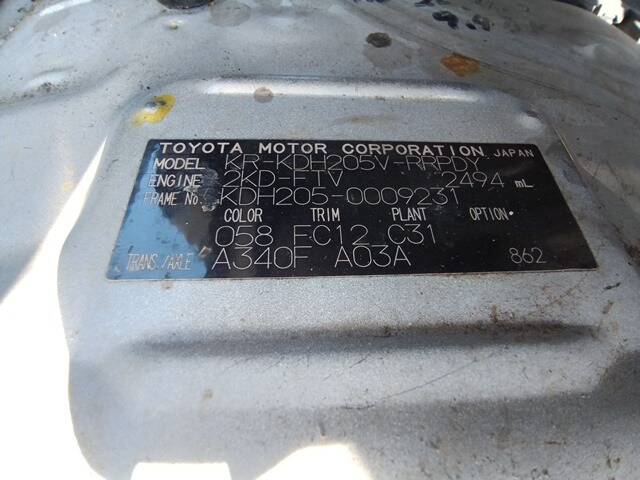 TOYOTA MOTOR CORPORATION JAPAN
MODEL KR-KDH205V-RRPDY
ENGINE 2KD-FTV 2494 mL
FRAME No. KDH205-0009231
COLOR TRIM PLANT OPTION
058 FC12 C31
TRANS./AXLE A340F A03A 862